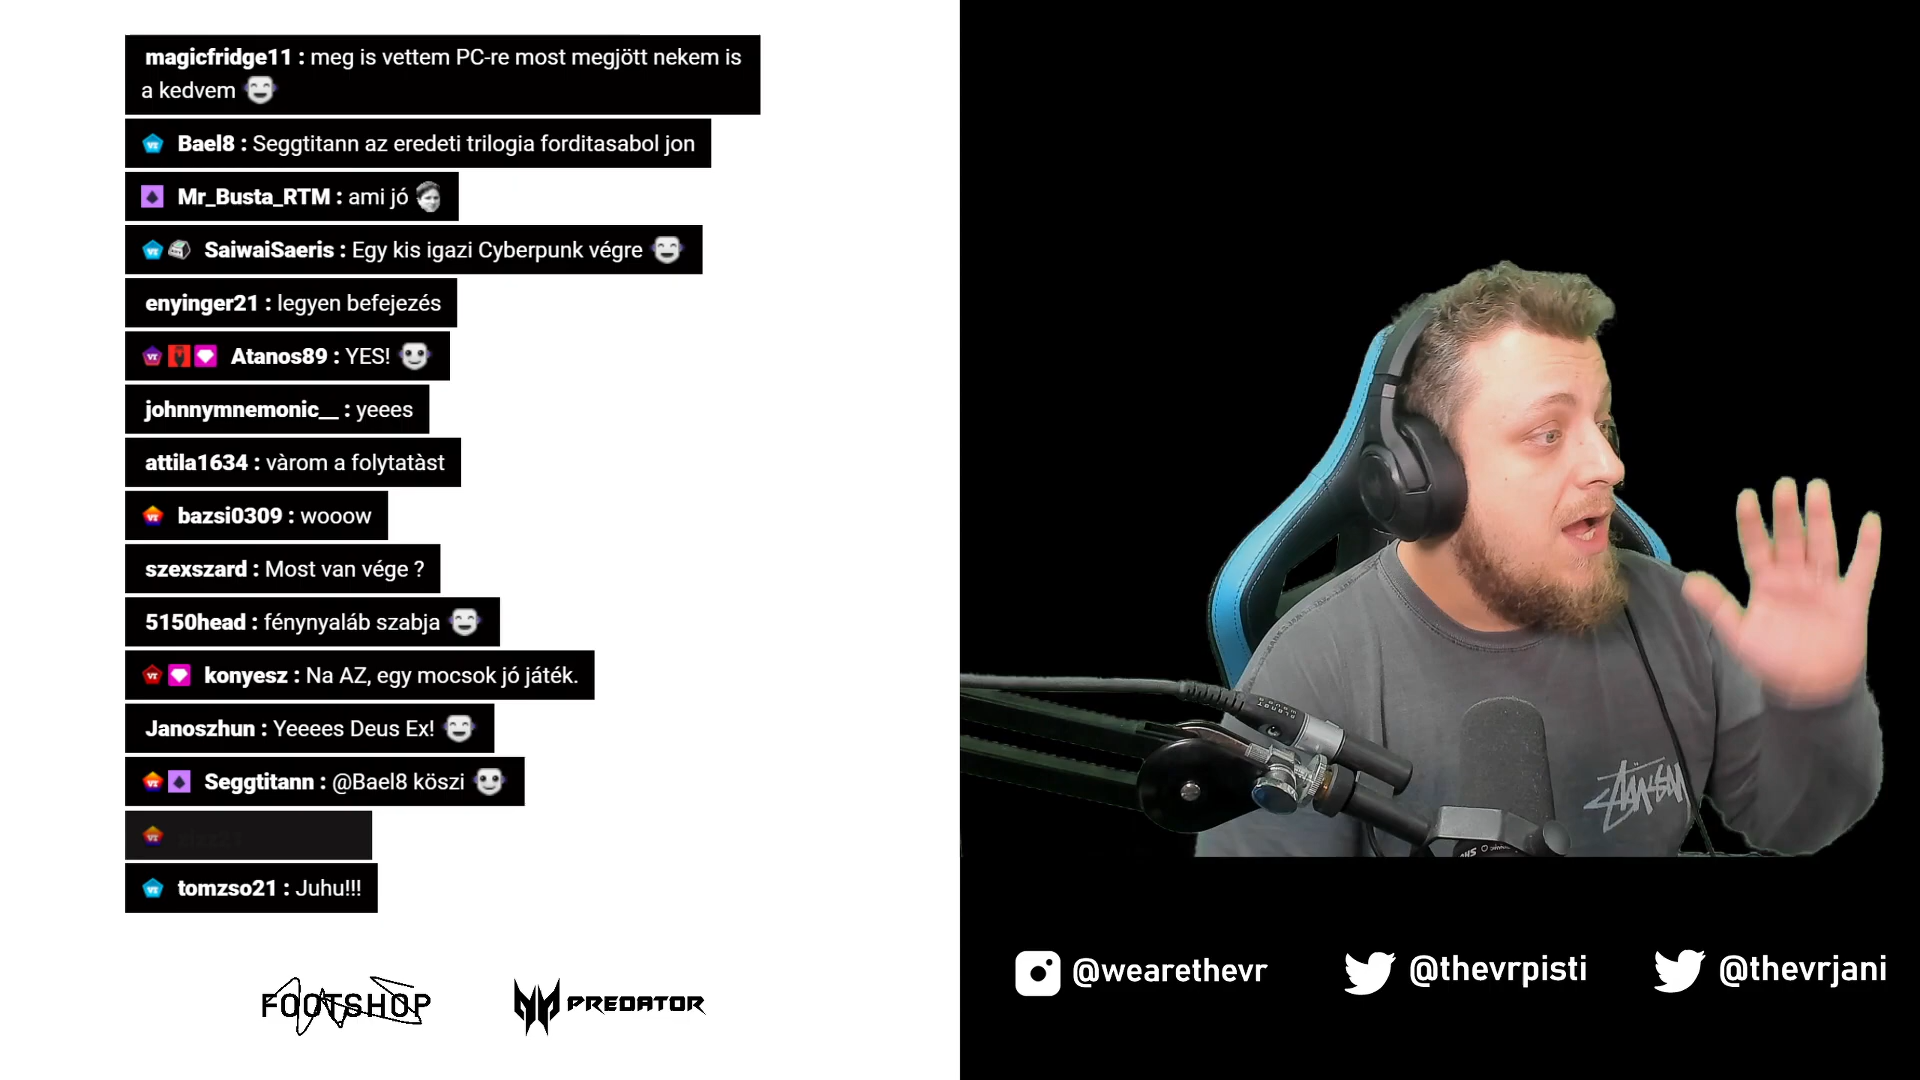 magicfridge11 : meg is vettem PC-re most megjött nekem is
a kedvem
Bael8 : Seggtitann az eredeti trilogia forditasabol jon
Mr_Busta_RTM : ami jó
SaiwaiSaeris : Egy kis igazi Cyberpunk végre
enyinger21 : legyen befejezés
Atanos89 : YES!
johnnymnemonic__ : yeees
attila1634 : vàrom a folytatàst
bazsi0309 : wooow
szexszard : Most van vége ?
5150head : fénynyaláb szabja
konyesz : Na AZ, egy mocsok jó játék.
Janoszhun : Yeeees Deus Ex!
Seggtitann : @Bael8 köszi
tomzso21 : Juhu!!!
FOOTSHOP
PREDATOR
@wearethevr
@thevrpisti
@thevrjani